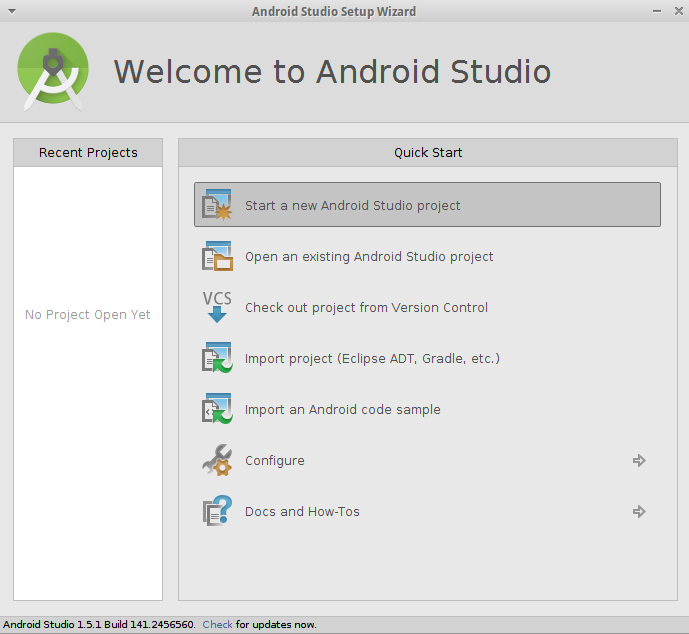 Android Studio Setup Wizard
Welcome to Android Studio
Recent Projects
No Project Open Yet
Quick Start
Start a new Android Studio project
Open an existing Android Studio project
VCS
Check out project from Version Control
Import project (Eclipse ADT, Gradle, etc.)
Import an Android code sample
Configure
Docs and How-Tos
Android Studio 1.5.1 Build 141.2456560. Check for updates now.